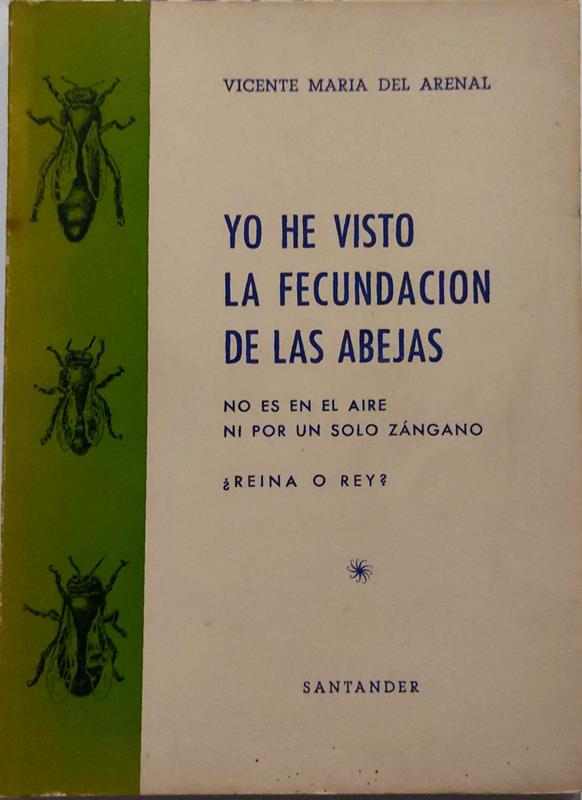 VICENTE MARIA DEL ARENAL
YO HE VISTO
LA FECUNDACION
DE LAS ABEJAS
NO ES EN EL AIRE
NI POR UN SOLO ZÁNGANO
¿REINA O REY?
SANTANDER